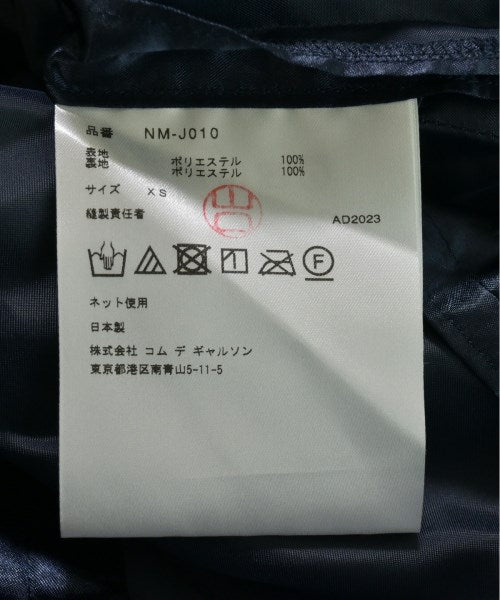 品番 NM-J010
表地 ポリエステル 100%
裏地 ポリエステル 100%
サイズ XS
縫製責任者 AD2023
F
ネット使用
日本製
株式会社 コム デ ギャルソン
東京都港区南青山5-11-5